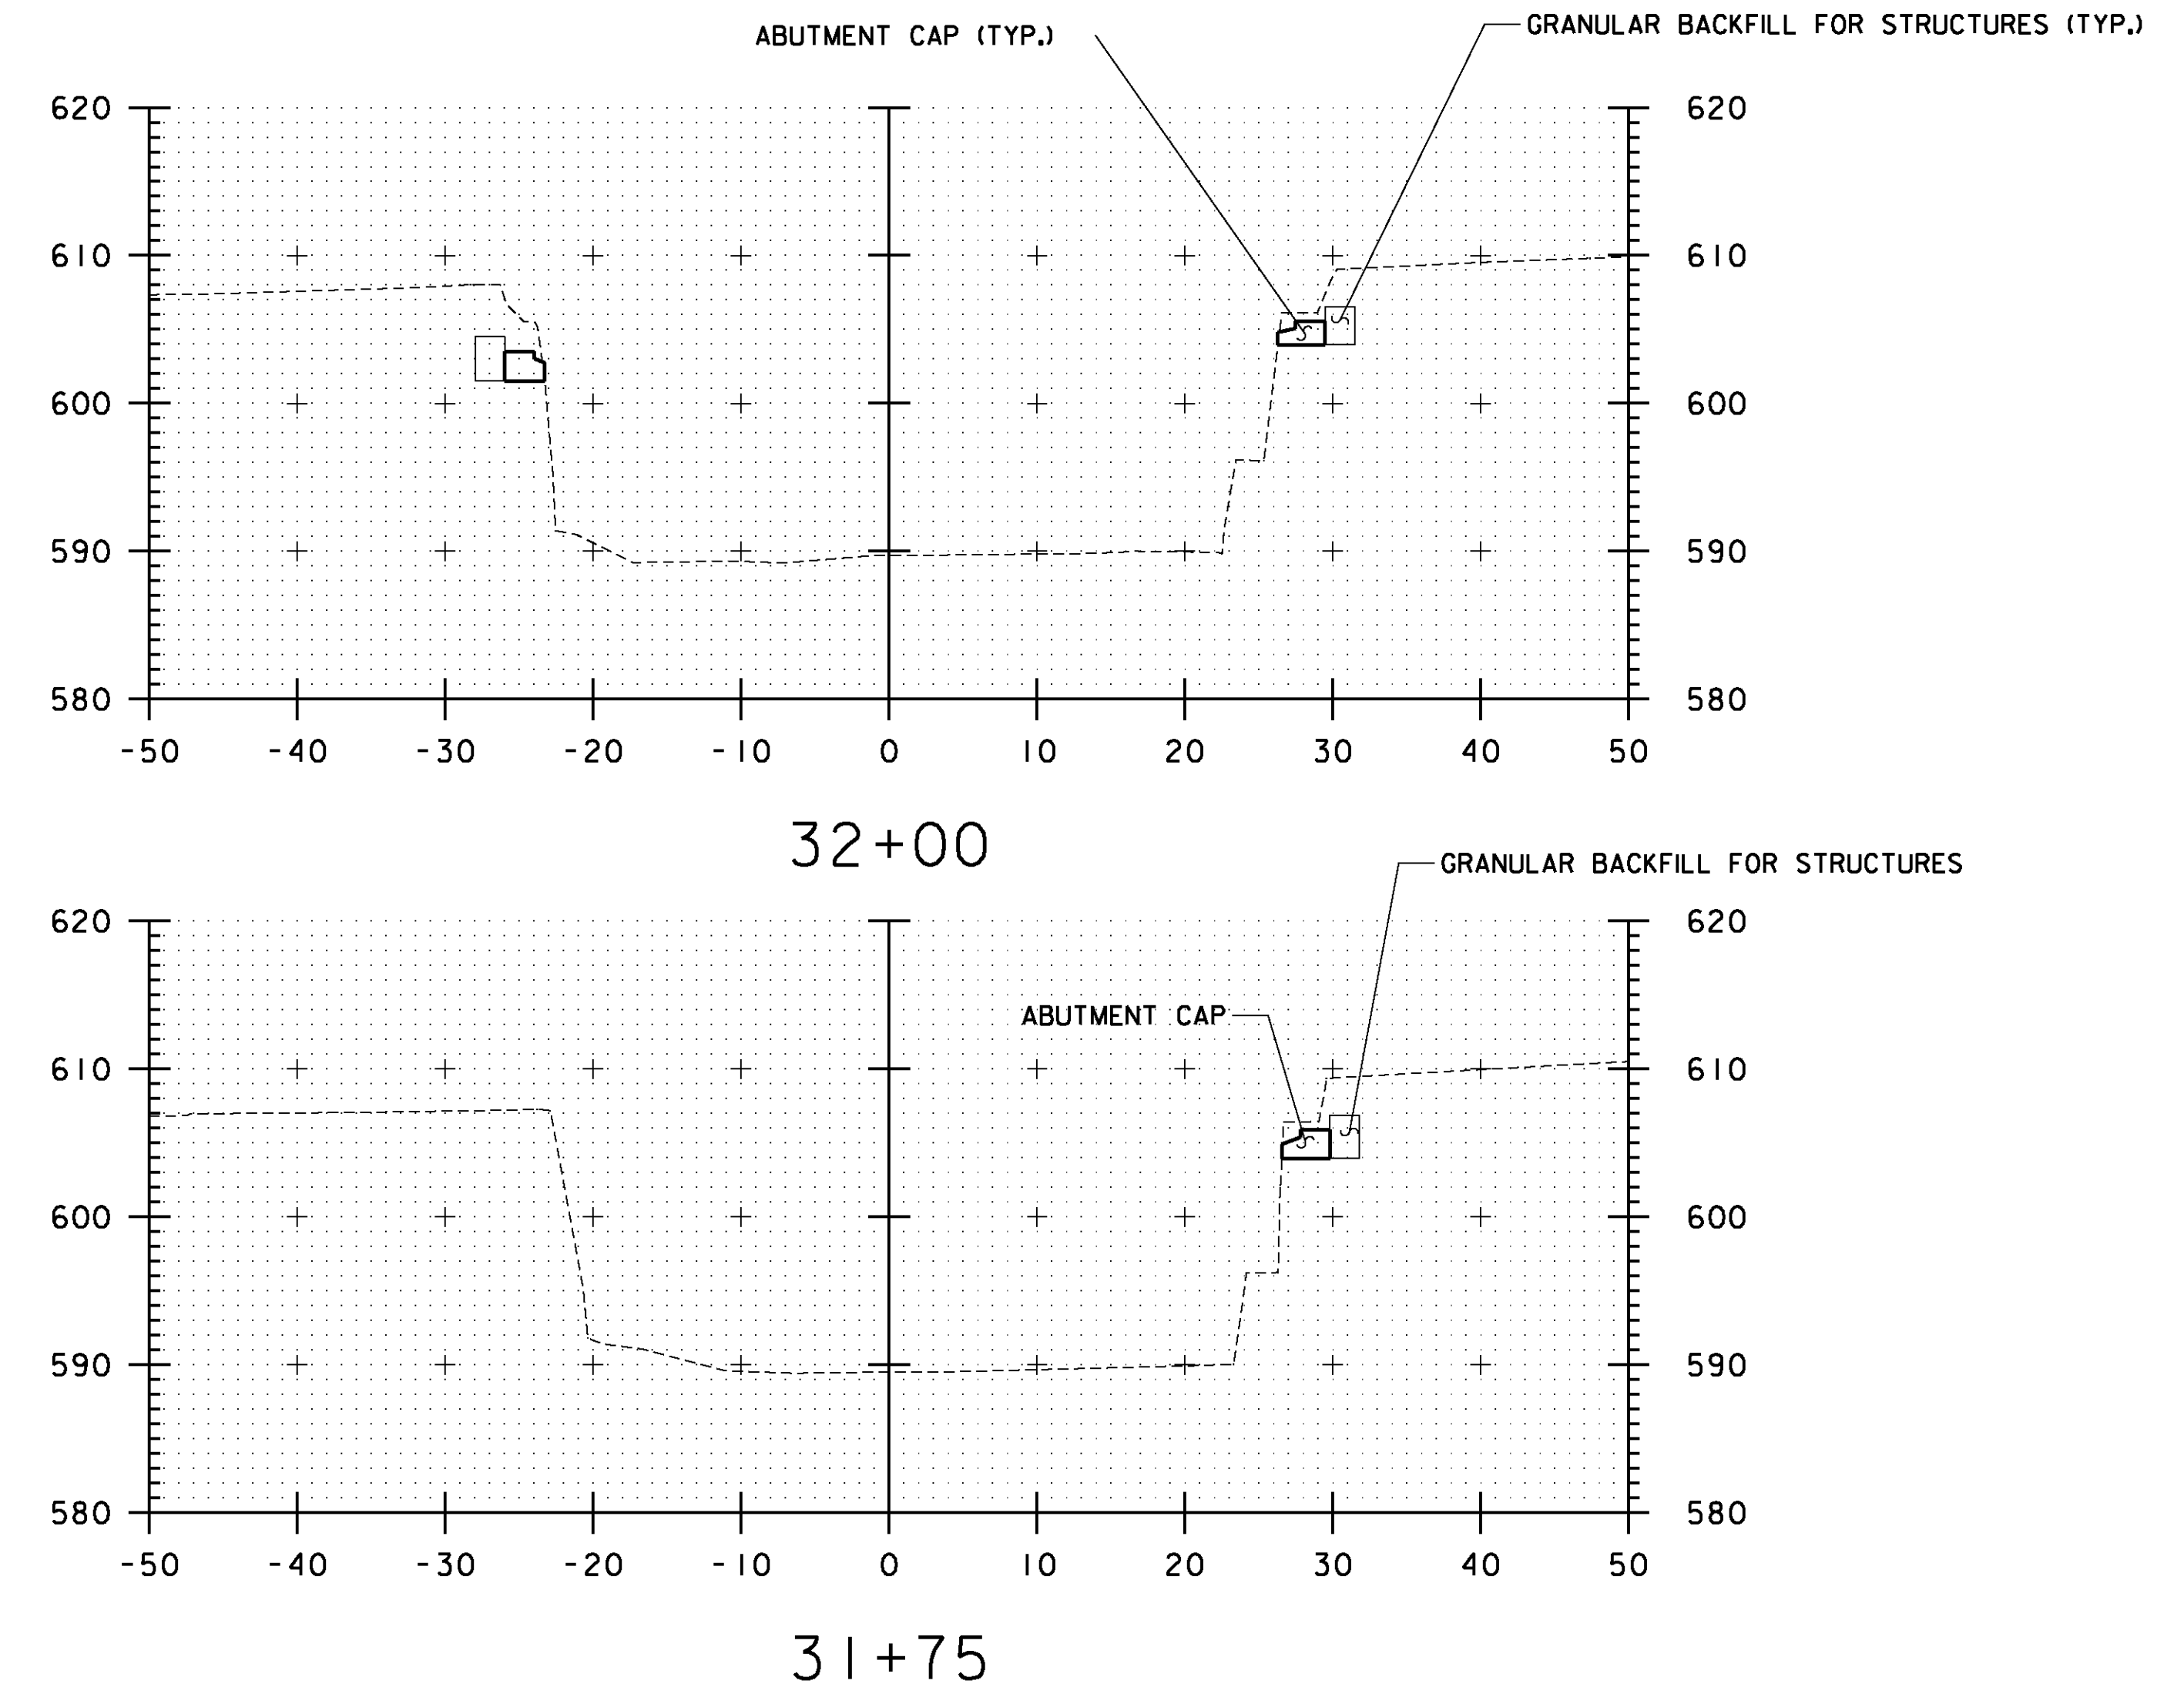 ABUTMENT CAP (TYP.)
GRANULAR BACKFILL FOR STRUCTURES (TYP.)
620 620
610 610
600 600
590 590
580 580
-50 -40 -30 -20 -10 0 10 20 30 40 50
32+00
GRANULAR BACKFILL FOR STRUCTURES
620 620
ABUTMENT CAP
610 610
600 600
590 590
580 580
-50 -40 -30 -20 -10 0 10 20 30 40 50
31+75